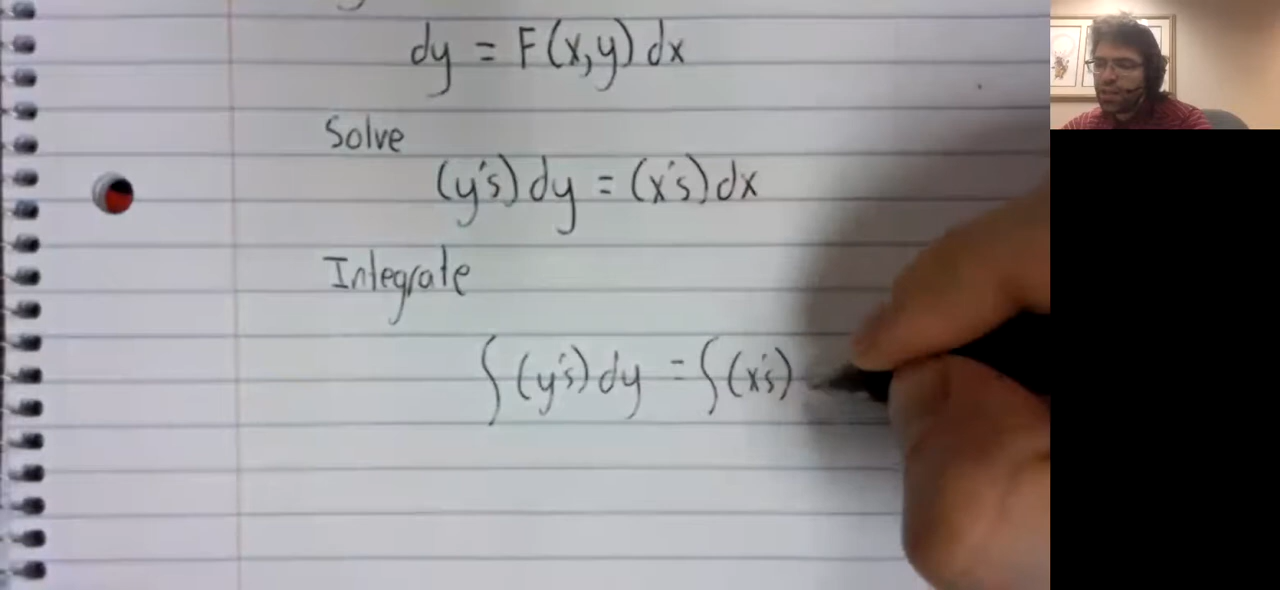 dy = F(x,y) dx
Solve
(y's) dy = (x's) dx
Integrate
∫ (y's) dy = ∫ (x's)